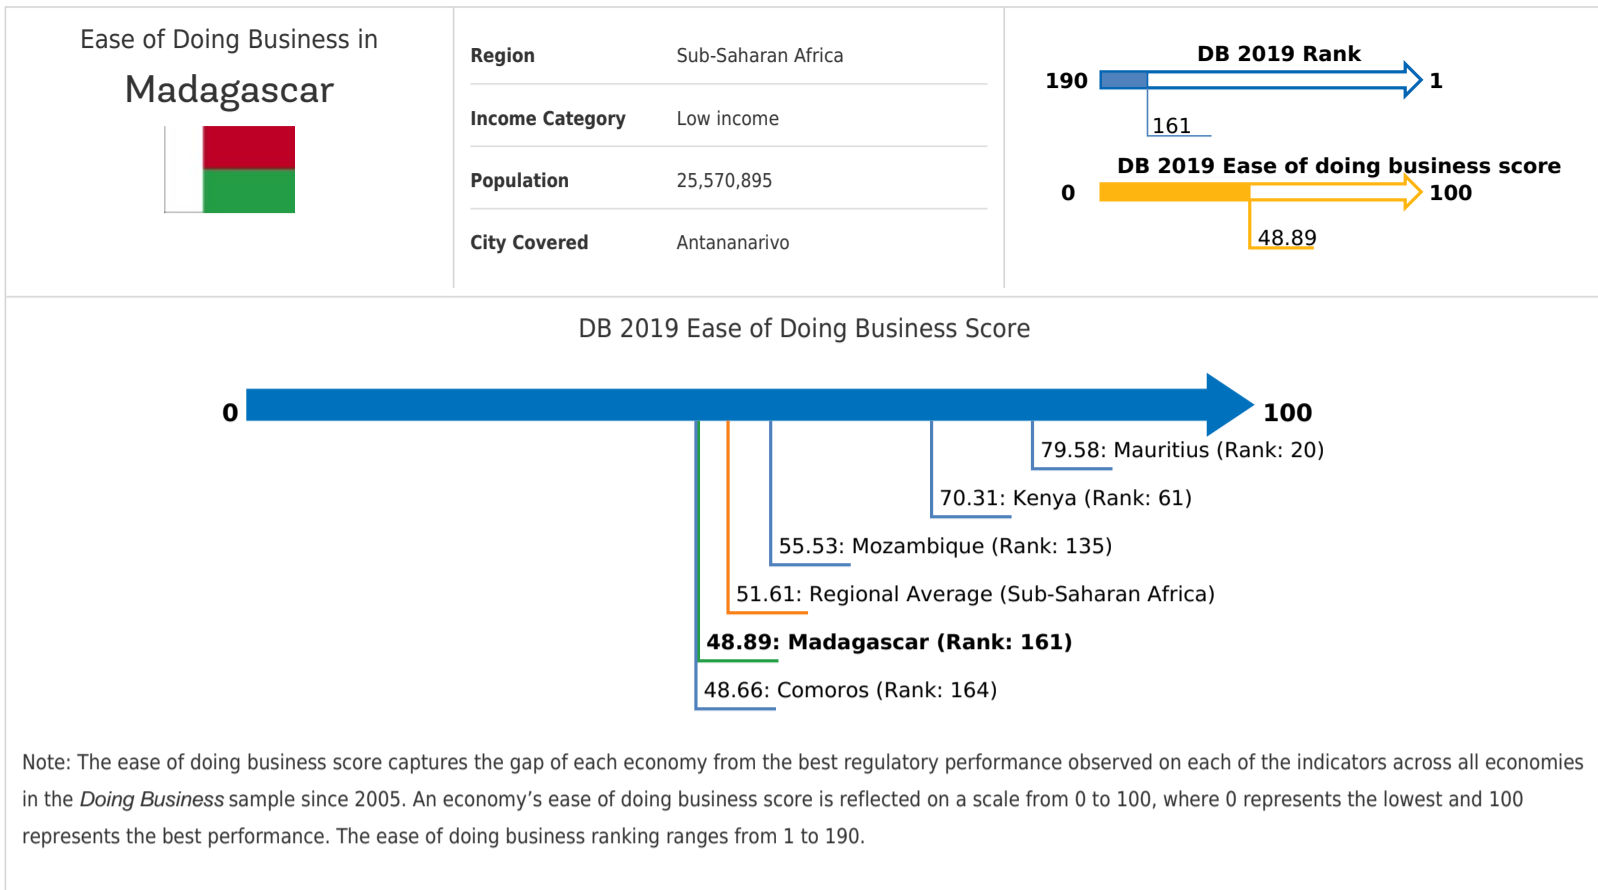 Ease of Doing Business in
Madagascar
Region Sub-Saharan Africa
Income Category Low income
Population 25,570,895
City Covered Antananarivo
DB 2019 Rank
190 1
161
DB 2019 Ease of doing business score
0 100
48.89
DB 2019 Ease of Doing Business Score
0 100
79.58: Mauritius (Rank: 20)
70.31: Kenya (Rank: 61)
55.53: Mozambique (Rank: 135)
51.61: Regional Average (Sub-Saharan Africa)
48.89: Madagascar (Rank: 161)
48.66: Comoros (Rank: 164)
Note: The ease of doing business score captures the gap of each economy from the best regulatory performance observed on each of the indicators across all economies
in the Doing Business sample since 2005. An economy’s ease of doing business score is reflected on a scale from 0 to 100, where 0 represents the lowest and 100
represents the best performance. The ease of doing business ranking ranges from 1 to 190.